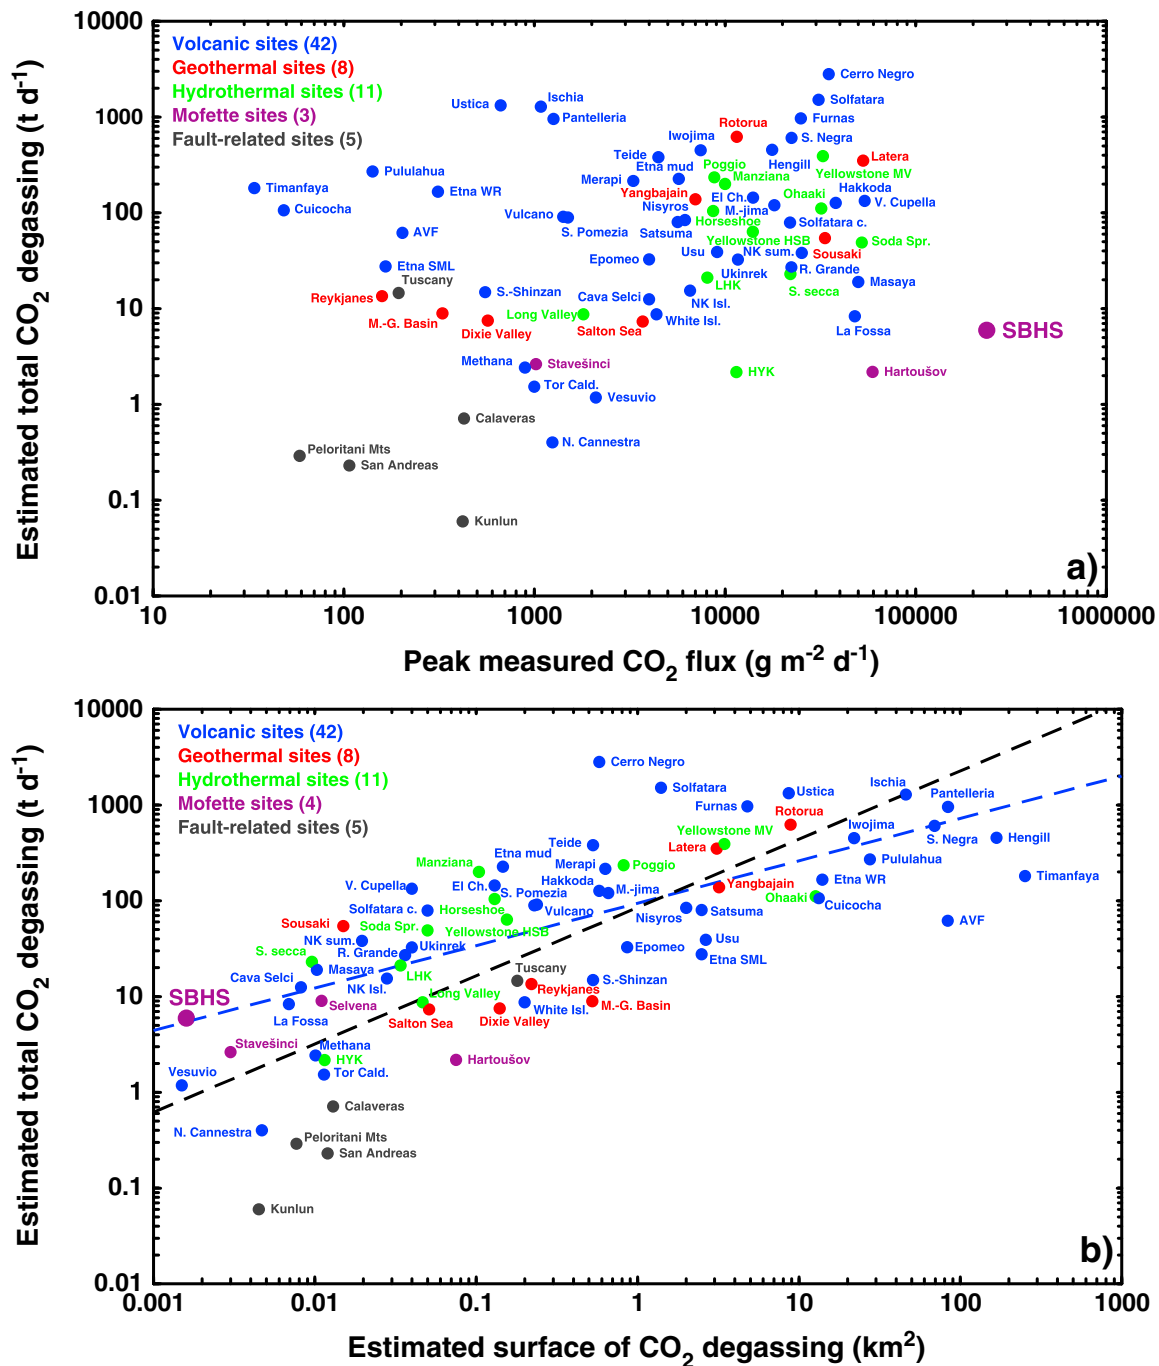 10000
1000
100
10
1
0.1
0.01
Estimated total CO2 degassing (t d-1)
Volcanic sites (42)
Geothermal sites (8)
Hydrothermal sites (11)
Mofette sites (3)
Fault-related sites (5)
Cerro Negro
Ustica
Ischia
Solfatara
Pantelleria
Furnas
Rotorua
Iwojima
S. Negra
Teide
Etna mud
Poggio
Hengill
Latera
Yellowstone MV
Pululahua
Merapi
Manziana
Timanfaya
Etna WR
Yangbajain
El Ch.
Ohaaki
Hakkoda
V. Cupella
Cuicocha
Nisyros
M.-jima
Vulcano
Horseshoe
Solfatara c.
AVF
S. Pomezia
Satsuma
Yellowstone HSB
Soda Spr.
Usu
NK sum.
Sousaki
Etna SML
Epomeo
Ukinrek
R. Grande
Tuscany
LHK
S. secca
Masaya
Reykjanes
S.-Shinzan
Cava Selci
NK Isl.
M.-G. Basin
Long Valley
White Isl.
Dixie Valley
Salton Sea
La Fossa
SBHS
Methana
Stavešinci
HYK
Hartoušov
Tor Cald.
Vesuvio
Calaveras
N. Cannestra
Peloritani Mts
San Andreas
Kunlun
a)
10
100
1000
10000
100000
1000000
Peak measured CO2 flux (g m-2 d-1)
10000
1000
100
10
1
0.1
0.01
Estimated total CO2 degassing (t d-1)
Volcanic sites (42)
Geothermal sites (8)
Hydrothermal sites (11)
Mofette sites (4)
Fault-related sites (5)
Cerro Negro
Solfatara
Ustica
Ischia
Pantelleria
Furnas
Rotorua
Yellowstone MV
Iwojima
S. Negra
Hengill
Teide
Latera
Etna mud
Manziana
Merapi
Poggio
Pululahua
Timanfaya
V. Cupella
El Ch.
Hakkoda
Yangbajain
Etna WR
S. Pomezia
M.-jima
Ohaaki
Cuicocha
Solfatara c.
Horseshoe
Vulcano
Nisyros
Satsuma
AVF
Sousaki
Soda Spr.
Yellowstone HSB
NK sum.
Ukinrek
Epomeo
Usu
S. secca
R. Grande
Etna SML
Masaya
Tuscany
Cava Selci
NK Isl.
LHK
S.-Shinzan
SBHS
Long Valley
Reykjanes
Selvena
White Isl.
M.-G. Basin
La Fossa
Salton Sea
Dixie Valley
Stavešinci
Methana
HYK
Hartoušov
Vesuvio
Tor Cald.
Calaveras
N. Cannestra
Peloritani Mts
San Andreas
Kunlun
b)
0.001
0.01
0.1
1
10
100
1000
Estimated surface of CO2 degassing (km2)